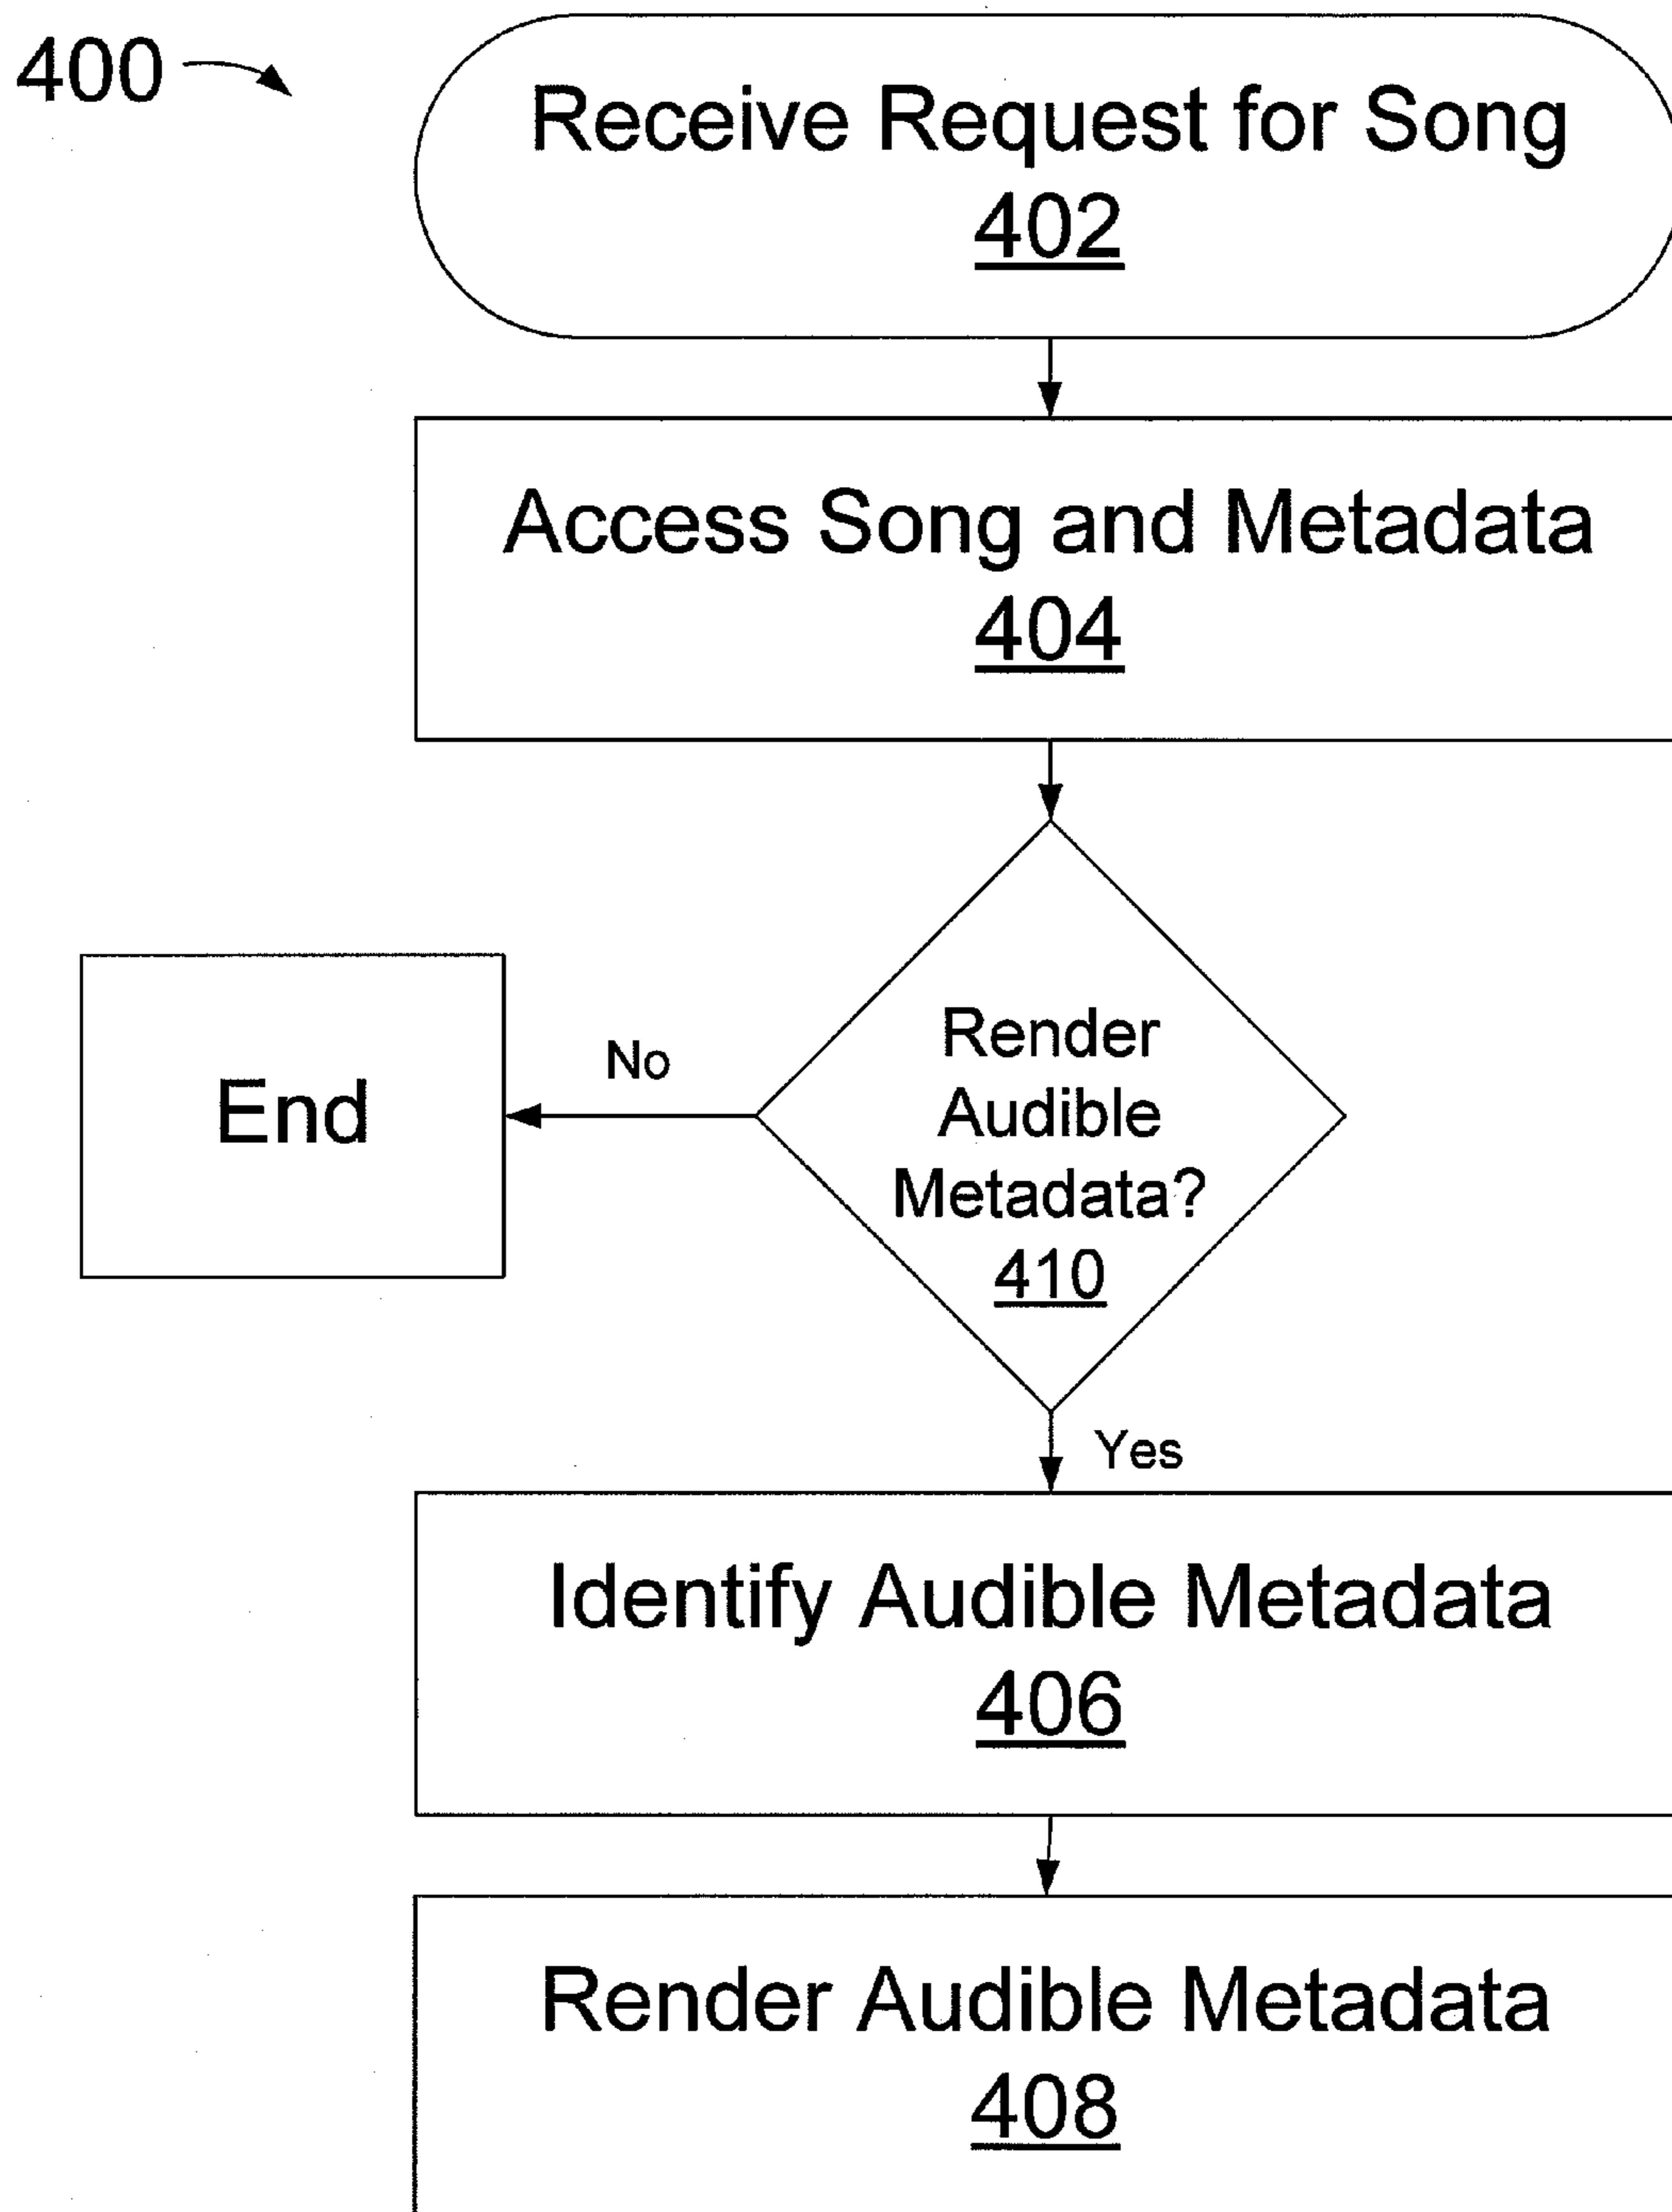 400
Receive Request for Song
402
Access Song and Metadata
404
Render
Audible
Metadata?
410
No
End
Yes
Identify Audible Metadata
406
Render Audible Metadata
408